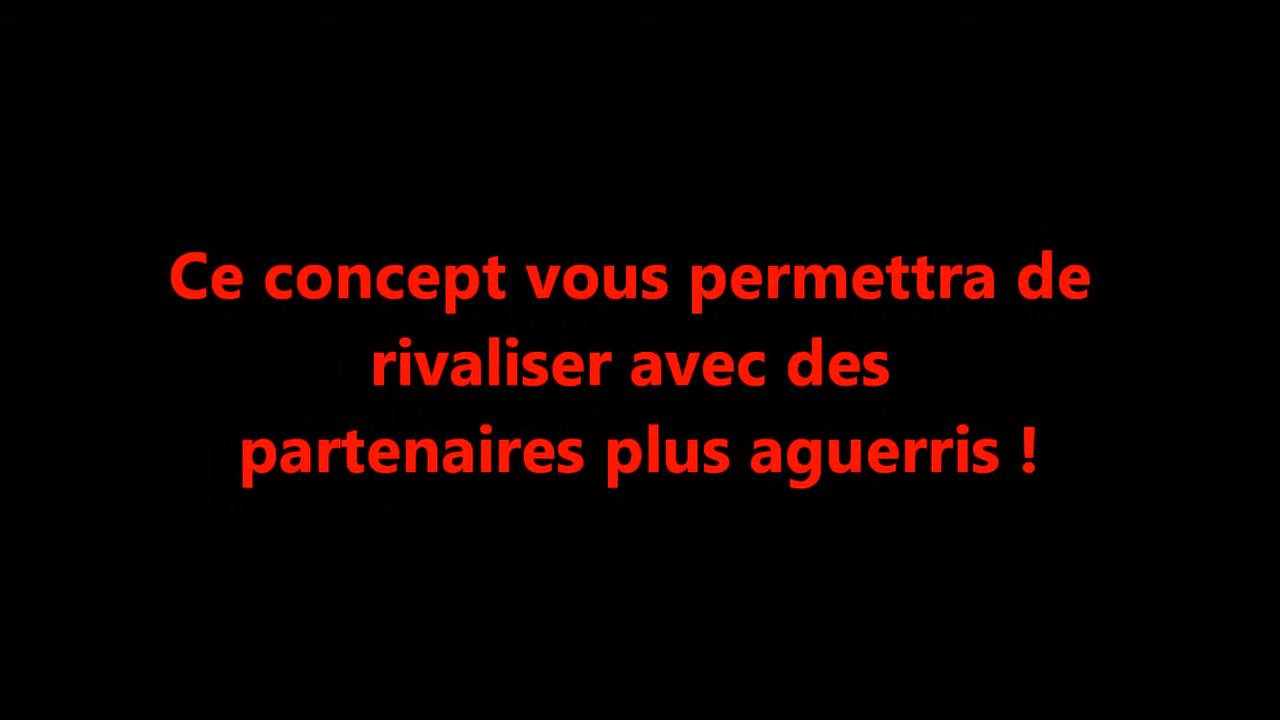 Ce concept vous permettra de
rivaliser avec des
partenaires plus aguerris !